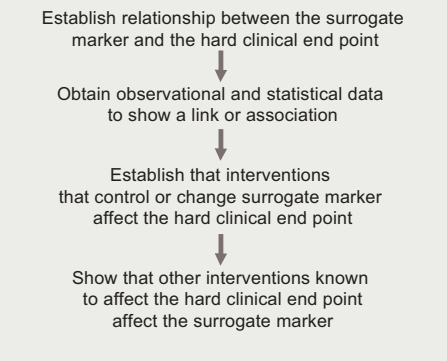 Establish relationship between the surrogate
marker and the hard clinical end point
Obtain observational and statistical data
to show a link or association
Establish that interventions
that control or change surrogate marker
affect the hard clinical end point
Show that other interventions known
to affect the hard clinical end point
affect the surrogate marker